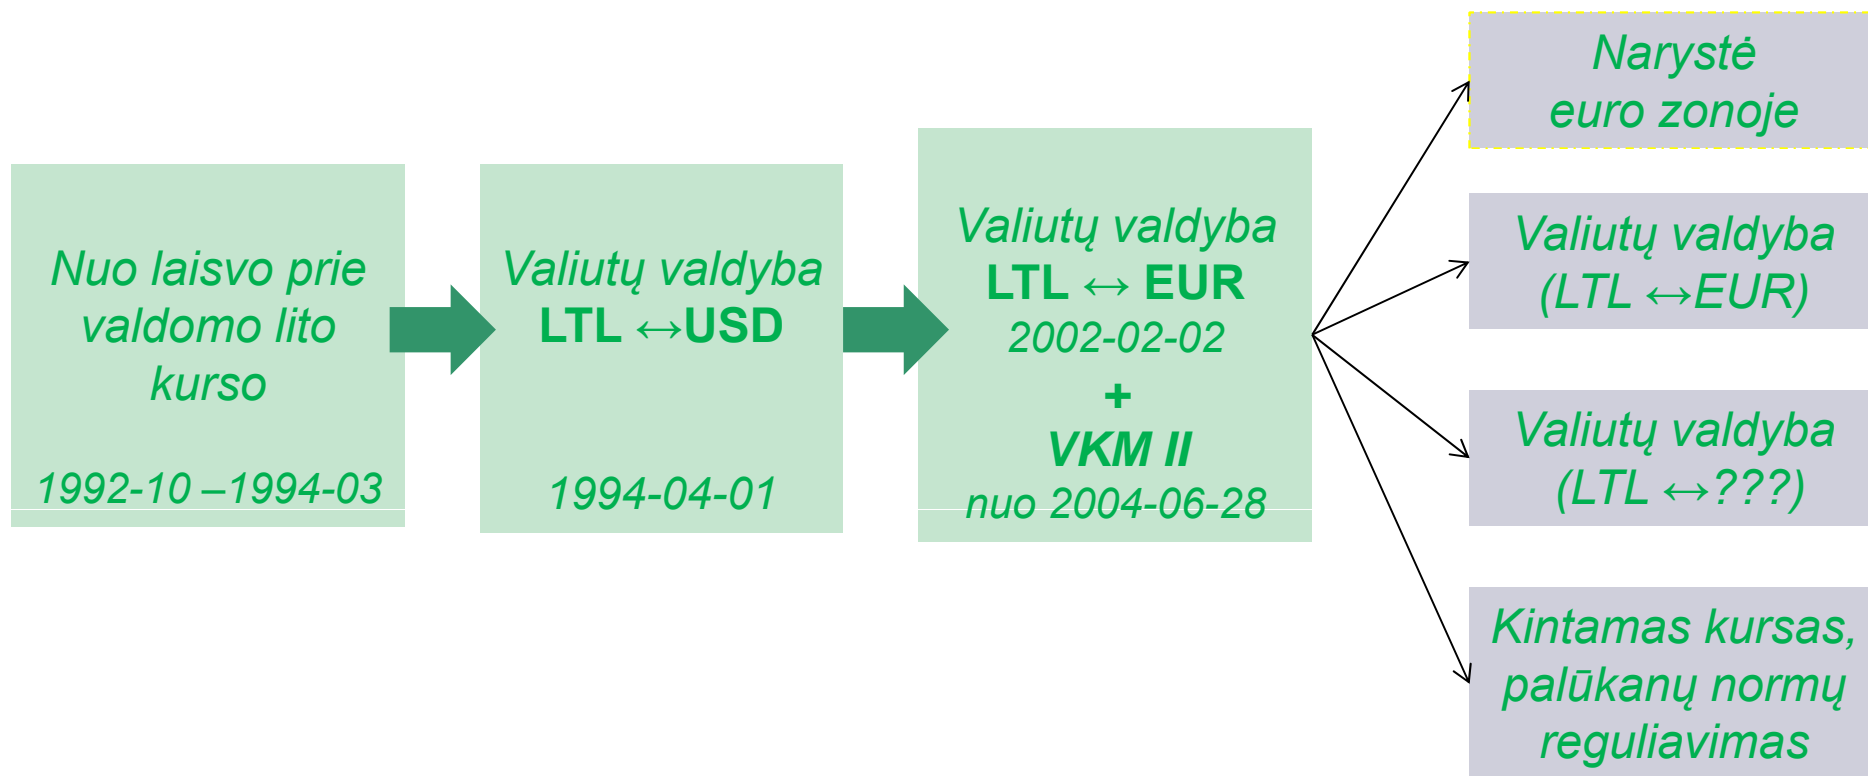 Nuo laisvo prie
valdomo lito
kurso
1992-10 –1994-03
Valiutų valdyba
LTL ↔USD
1994-04-01
Valiutų valdyba
LTL ↔ EUR
2002-02-02
+
VKM II
nuo 2004-06-28
Narystė
euro zonoje
Valiutų valdyba
(LTL ↔EUR)
Valiutų valdyba
(LTL ↔???)
Kintamas kursas,
palūkanų normų
reguliavimas